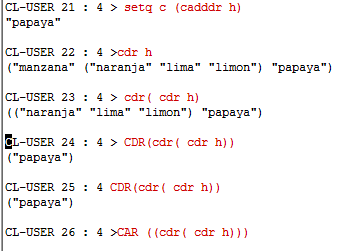 CL-USER 21 : 4 > setq c (cadddr h)
"papaya"
CL-USER 22 : 4 >cdr h
("manzana" ("naranja" "lima" "limon") "papaya")
CL-USER 23 : 4 > cdr( cdr h)
(("naranja" "lima" "limon") "papaya")
CL-USER 24 : 4 > CDR(cdr( cdr h))
("papaya")
CL-USER 25 : 4 CDR(cdr( cdr h))
("papaya")
CL-USER 26 : 4 >CAR ((cdr( cdr h)))